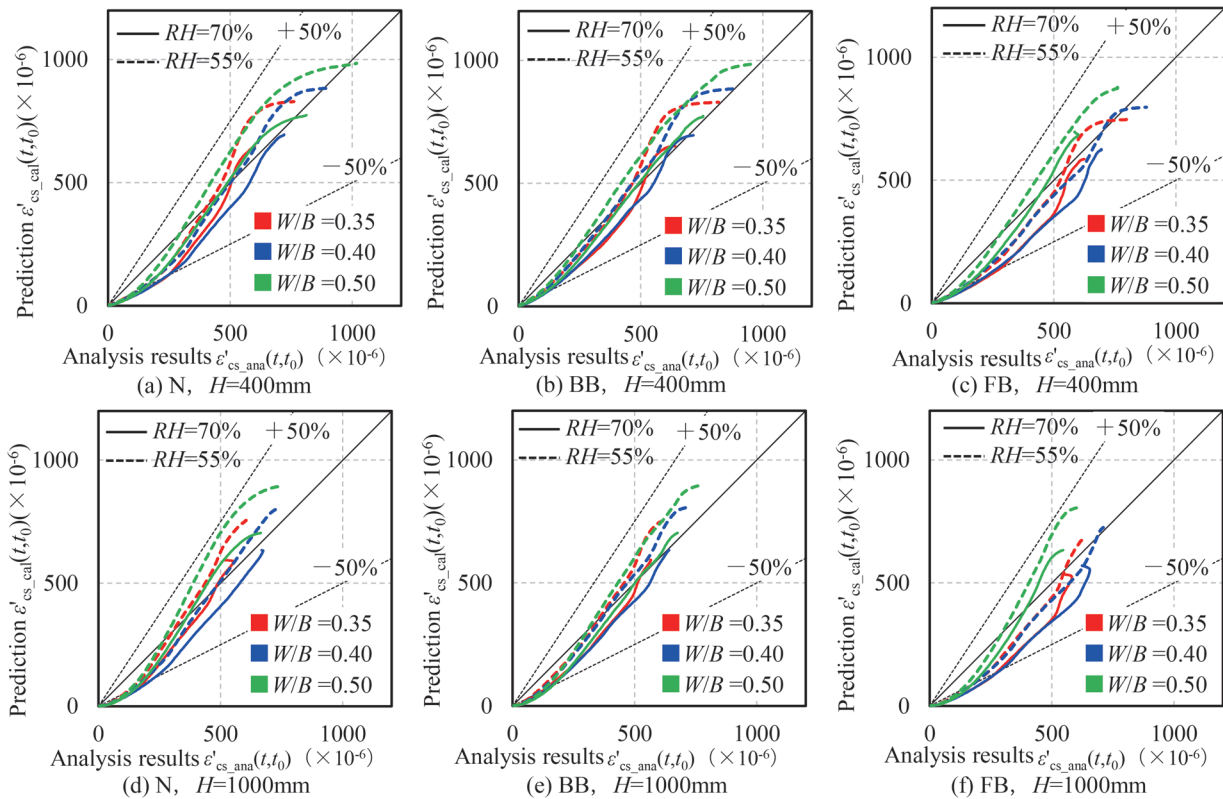 RH=70%
RH=55%
+50%
−50%
1000
500
0
Prediction ε'cs_cal(t,t0)(×10-6)
W/B=0.35
W/B=0.40
W/B=0.50
0 500 1000
Analysis results ε'cs_ana(t,t0) (×10-6)
(a) N, H=400mm
RH=70%
RH=55%
+50%
−50%
1000
500
0
Prediction ε'cs_cal(t,t0)(×10-6)
W/B=0.35
W/B=0.40
W/B=0.50
0 500 1000
Analysis results ε'cs_ana(t,t0) (×10-6)
(b) BB, H=400mm
RH=70%
RH=55%
+50%
−50%
1000
500
0
Prediction ε'cs_cal(t,t0)(×10-6)
W/B=0.35
W/B=0.40
W/B=0.50
0 500 1000
Analysis results ε'cs_ana(t,t0) (×10-6)
(c) FB, H=400mm
RH=70%
RH=55%
+50%
−50%
1000
500
0
Prediction ε'cs_cal(t,t0)(×10-6)
W/B=0.35
W/B=0.40
W/B=0.50
0 500 1000
Analysis results ε'cs_ana(t,t0) (×10-6)
(d) N, H=1000mm
RH=70%
RH=55%
+50%
−50%
1000
500
0
Prediction ε'cs_cal(t,t0)(×10-6)
W/B=0.35
W/B=0.40
W/B=0.50
0 500 1000
Analysis results ε'cs_ana(t,t0) (×10-6)
(e) BB, H=1000mm
RH=70%
RH=55%
+50%
−50%
1000
500
0
Prediction ε'cs_cal(t,t0)(×10-6)
W/B=0.35
W/B=0.40
W/B=0.50
0 500 1000
Analysis results ε'cs_ana(t,t0) (×10-6)
(f) FB, H=1000mm